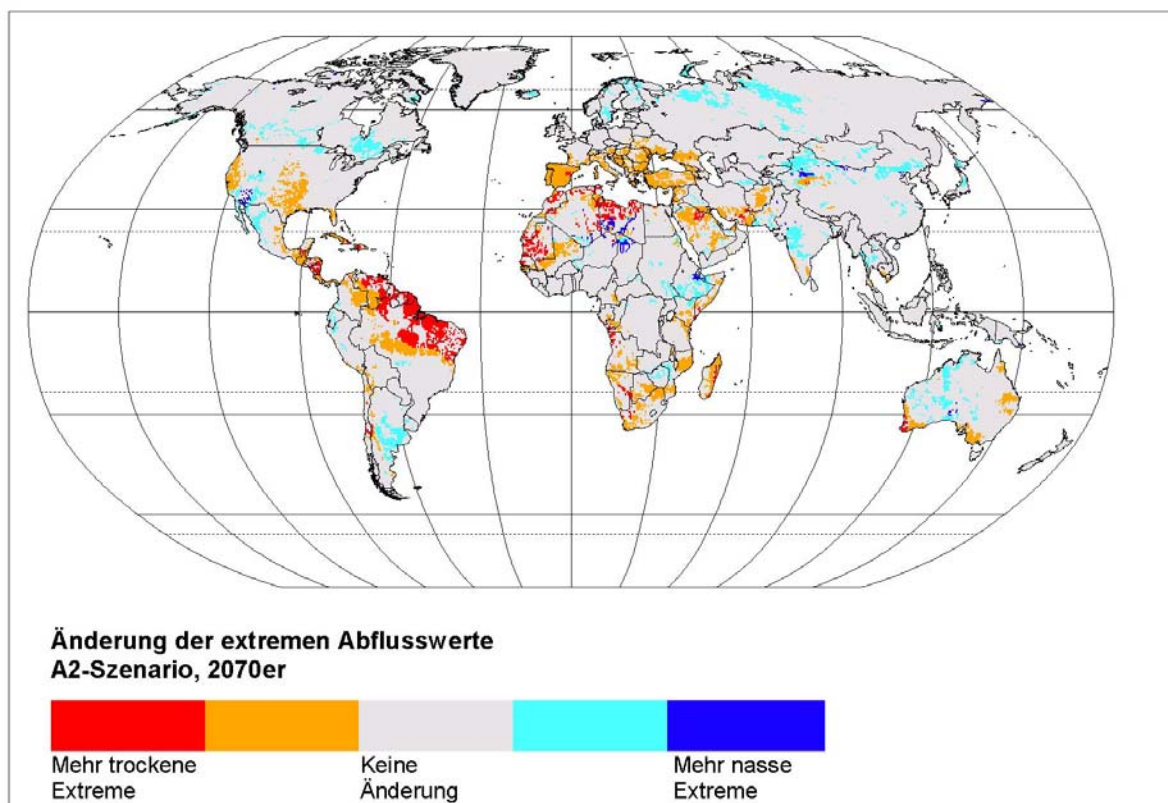 Änderung der extremen Abflusswerte
A2-Szenario, 2070er
Mehr trockene
Extreme
Keine
Änderung
Mehr nasse
Extreme